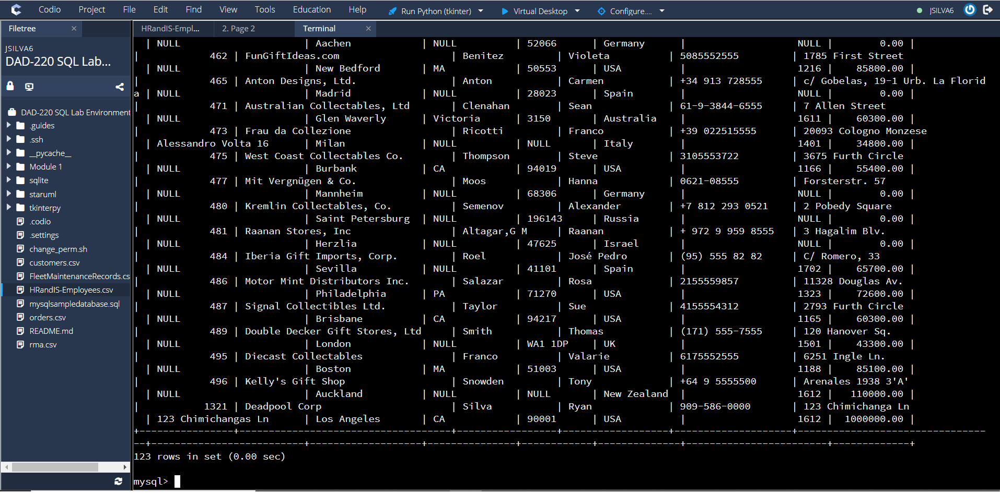 Codio Project File Edit Find View Tools Education Help Run Python (tkinter) Virtual Desktop Configure.... JSILVA6
Filetree ×
JSILVA6
DAD-220 SQL Lab...
DAD-220 SQL Lab Environment
.guides
.ssh
__pycache__
Module 1
sqlite
staruml
tkinterpy
.codio
.settings
change_perm.sh
customers.csv
FleetMaintenanceRecords.cs
HRandIS-Employees.csv
mysqlsampledatabase.sql
orders.csv
README.md
rma.csv
HRandIS-Empl... 2. Page 2 Terminal ×
| NULL | Aachen | NULL | 52066 | Germany | NULL | 0.00 |
| 462 | FunGiftIdeas.com | Benitez | Violeta | 5085552555 | 1785 First Street
| NULL | New Bedford | MA | 50553 | USA | 1216 | 85800.00 |
| 465 | Anton Designs, Ltd. | Anton | Carmen | +34 913 728555 | c/ Gobelas, 19-1 Urb. La Florid
a | NULL | Madrid | NULL | 28023 | Spain | NULL | 0.00 |
| 471 | Australian Collectables, Ltd | Clenahan | Sean | 61-9-3844-6555 | 7 Allen Street
| NULL | Glen Waverly | Victoria | 3150 | Australia | 1611 | 60300.00 |
| 473 | Frau da Collezione | Ricotti | Franco | +39 022515555 | 20093 Cologno Monzese
| Alessandro Volta 16 | Milan | NULL | NULL | Italy | 1401 | 34800.00 |
| 475 | West Coast Collectables Co. | Thompson | Steve | 3105553722 | 3675 Furth Circle
| NULL | Burbank | CA | 94019 | USA | 1166 | 55400.00 |
| 477 | Mit Vergnügen & Co. | Moos | Hanna | 0621-08555 | Forsterstr. 57
| NULL | Mannheim | NULL | 68306 | Germany | NULL | 0.00 |
| 480 | Kremlin Collectables, Co. | Semenov | Alexander | +7 812 293 0521 | 2 Pobedy Square
| NULL | Saint Petersburg | NULL | 196143 | Russia | NULL | 0.00 |
| 481 | Raanan Stores, Inc | Altagar,G M | Raanan | + 972 9 959 8555 | 3 Hagalim Blv.
| NULL | Herzlia | NULL | 47625 | Israel | NULL | 0.00 |
| 484 | Iberia Gift Imports, Corp. | Roel | José Pedro | (95) 555 82 82 | C/ Romero, 33
| NULL | Sevilla | NULL | 41101 | Spain | 1702 | 65700.00 |
| 486 | Motor Mint Distributors Inc. | Salazar | Rosa | 2155559857 | 11328 Douglas Av.
| NULL | Philadelphia | PA | 71270 | USA | 1323 | 72600.00 |
| 487 | Signal Collectibles Ltd. | Taylor | Sue | 4155554312 | 2793 Furth Circle
| NULL | Brisbane | CA | 94217 | USA | 1165 | 60300.00 |
| 489 | Double Decker Gift Stores, Ltd | Smith | Thomas | (171) 555-7555 | 120 Hanover Sq.
| NULL | London | NULL | WA1 1DP | UK | 1501 | 43300.00 |
| 495 | Diecast Collectables | Franco | Valarie | 6175552555 | 6251 Ingle Ln.
| NULL | Boston | MA | 51003 | USA | 1188 | 85100.00 |
| 496 | Kelly's Gift Shop | Snowden | Tony | +64 9 5555500 | Arenales 1938 3'A'
| NULL | Auckland | NULL | NULL | New Zealand | 1612 | 110000.00 |
| 1321 | Deadpool Corp | Silva | Ryan | 909-586-0000 | 123 Chimichanga Ln
| 123 Chimichangas Ln | Los Angeles | CA | 90001 | USA | 1612 | 1000000.00 |
+----------------+------------------------------------+-----------------+------------------+-------------------+--------------------------------
--+--------------------------+-------------------+---------------+------------+-------------+-----------------------+-------------+
123 rows in set (0.00 sec)
mysql>